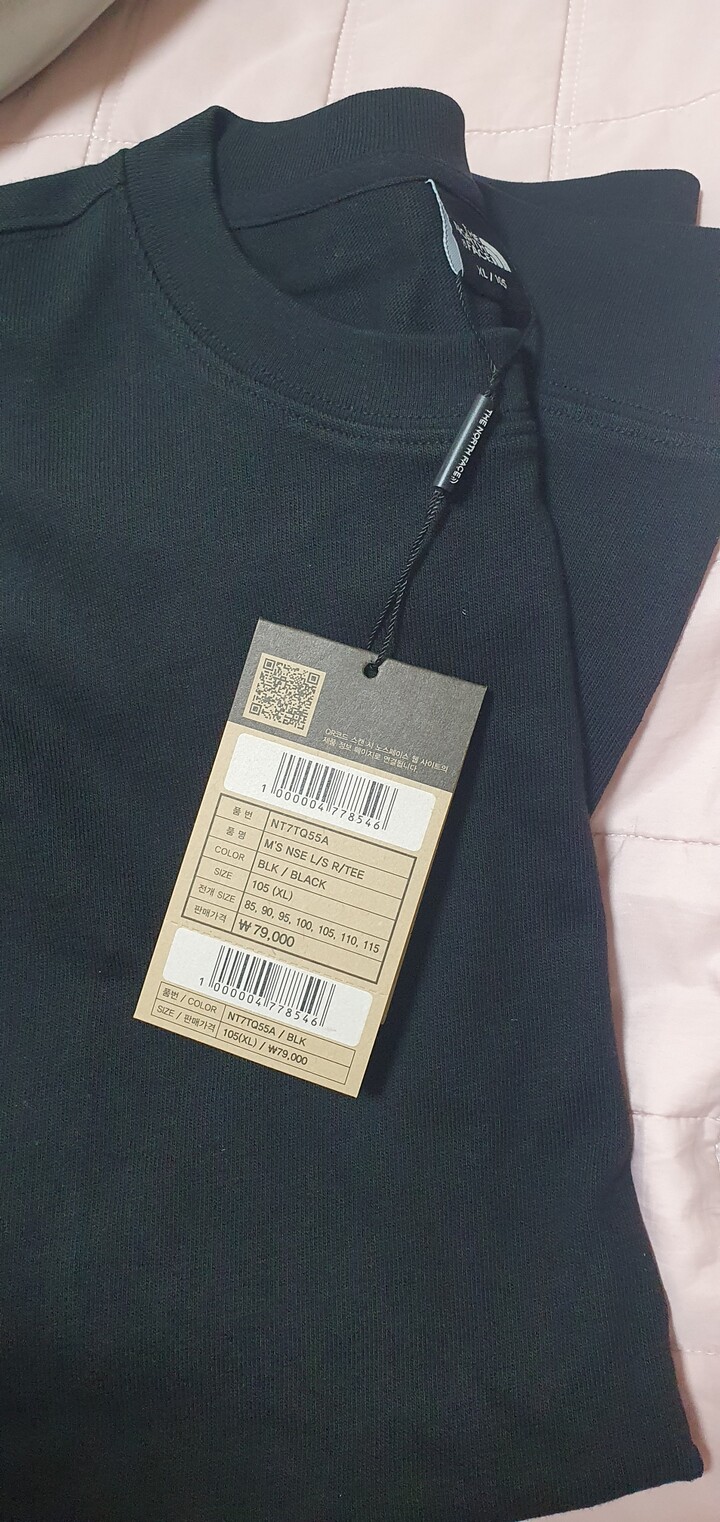 THE
NORTH
FACE
XL / 105
THE NORTH FACE
QR코드 스캔 시 노스페이스 웹 사이트의
제품 정보 페이지로 연결됩니다.
1 000004 778546
품 번 NT7TQ55A
품 명 M'S NSE L/S R/TEE
COLOR BLK / BLACK
SIZE 105 (XL)
전개 SIZE 85, 90, 95, 100, 105, 110, 115
판매가격 ₩79,000
1 000004 778546
품번 / COLOR NT7TQ55A / BLK
SIZE / 판매가격 105(XL) / ₩79,000